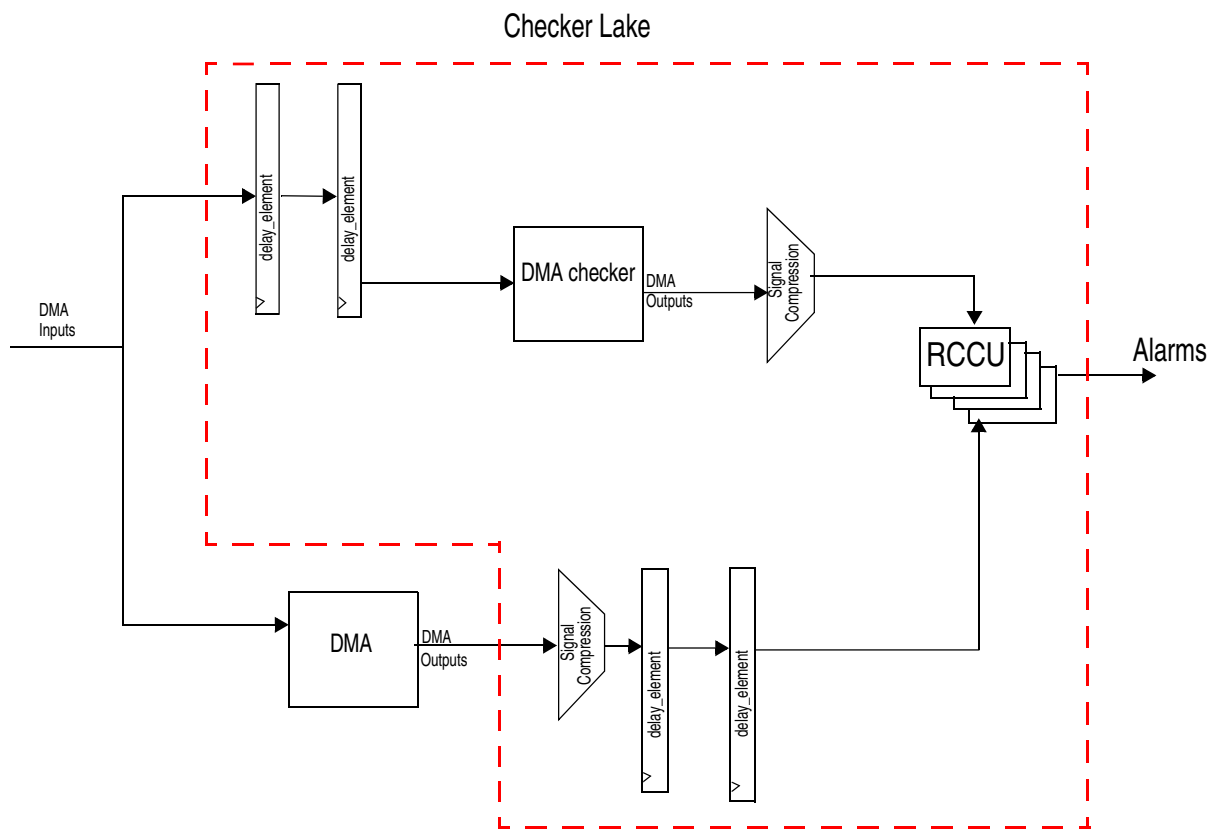 Checker Lake
delay_element
delay_element
DMA checker
DMA
Outputs
Signal
Compression
DMA
Inputs
RCCU
Alarms
DMA
DMA
Outputs
Signal
Compression
delay_element
delay_element